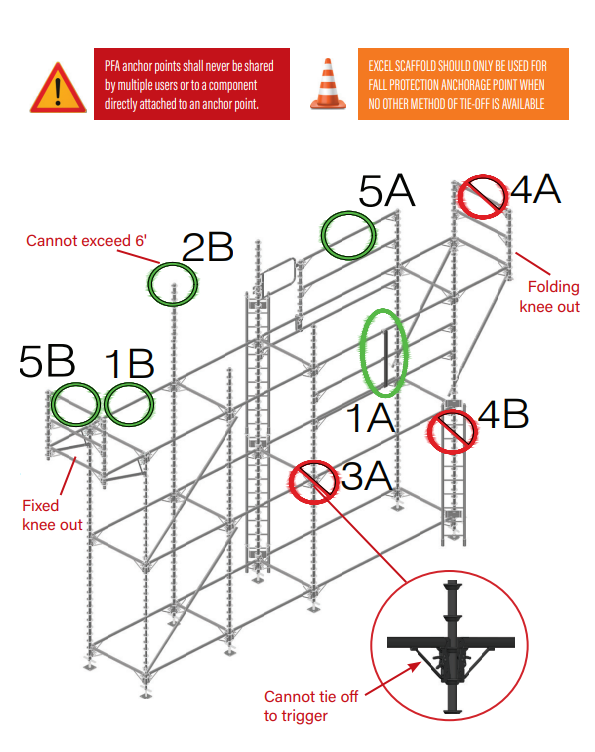 PFA anchor points shall never be shared
by multiple users or to a component
directly attached to an anchor point.
EXCEL SCAFFOLD SHOULD ONLY BE USED FOR
FALL PROTECTION ANCHORAGE POINT WHEN
NO OTHER METHOD OF TIE-OFF IS AVAILABLE
5A
4A
Cannot exceed 6'
2B
Folding
knee out
5B
1B
1A
4B
3A
Fixed
knee out
Cannot tie off
to trigger